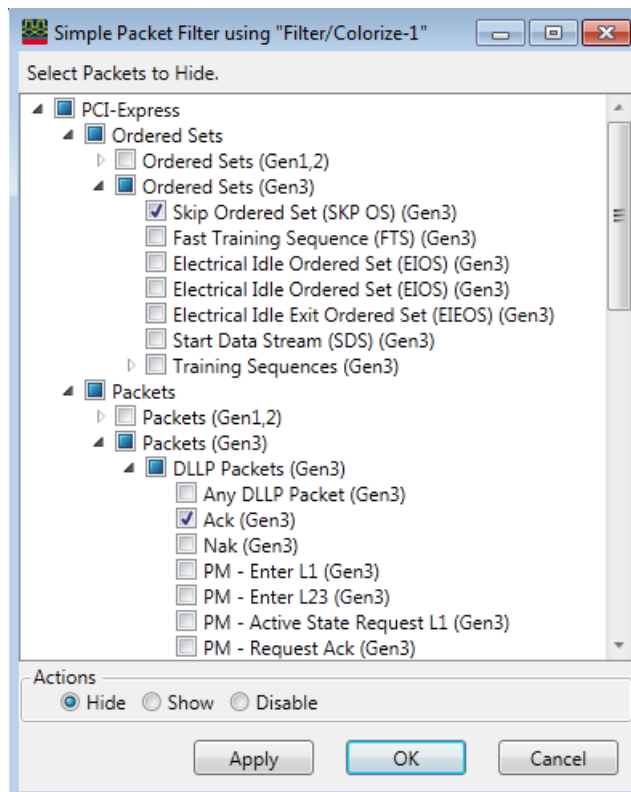 Simple Packet Filter using "Filter/Colorize-1"
Select Packets to Hide.
PCI-Express
Ordered Sets
Ordered Sets (Gen1,2)
Ordered Sets (Gen3)
Skip Ordered Set (SKP OS) (Gen3)
Fast Training Sequence (FTS) (Gen3)
Electrical Idle Ordered Set (EIOS) (Gen3)
Electrical Idle Ordered Set (EIOS) (Gen3)
Electrical Idle Exit Ordered Set (EIEOS) (Gen3)
Start Data Stream (SDS) (Gen3)
Training Sequences (Gen3)
Packets
Packets (Gen1,2)
Packets (Gen3)
DLLP Packets (Gen3)
Any DLLP Packet (Gen3)
Ack (Gen3)
Nak (Gen3)
PM - Enter L1 (Gen3)
PM - Enter L23 (Gen3)
PM - Active State Request L1 (Gen3)
PM - Request Ack (Gen3)
Actions
Hide Show Disable
Apply OK Cancel